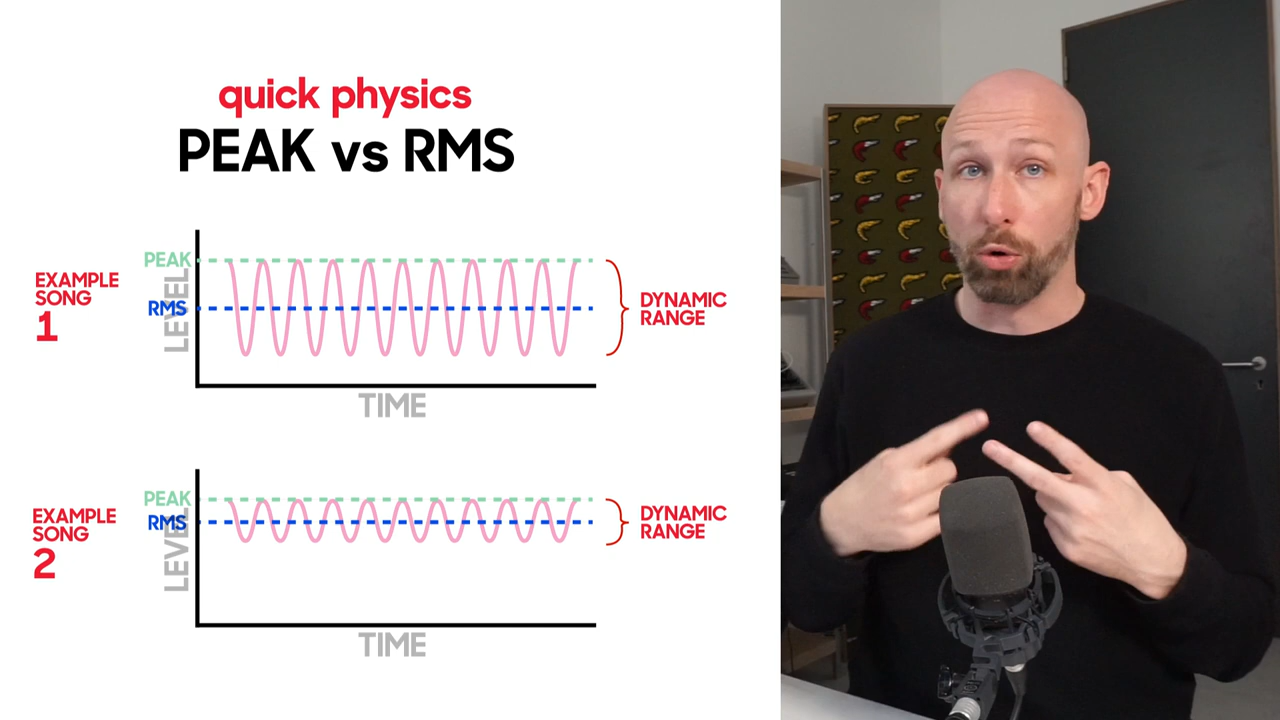 quick physics
PEAK vs RMS
EXAMPLE
SONG
1
PEAK
RMS
LEVEL
TIME
DYNAMIC
RANGE
EXAMPLE
SONG
2
PEAK
RMS
LEVEL
TIME
DYNAMIC
RANGE